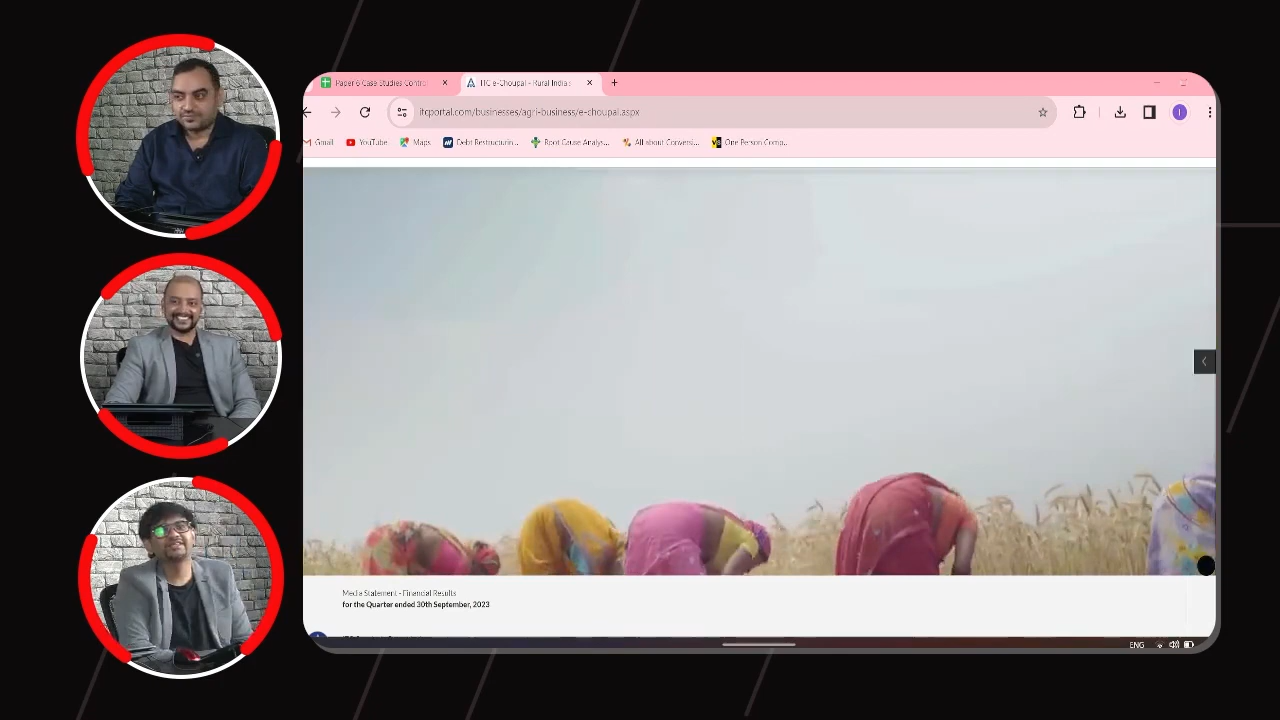 Paper 6 Case Studies Contro
ITC e-Choupal - Rural India :
itcportal.com/businesses/agri-business/e-choupal.aspx
Gmail
YouTube
Maps
Debt Restructurin...
Root Cause Analys...
All about Conversi...
One Person Comp...
Media Statement - Financial Results
for the Quarter ended 30th September, 2023
ENG